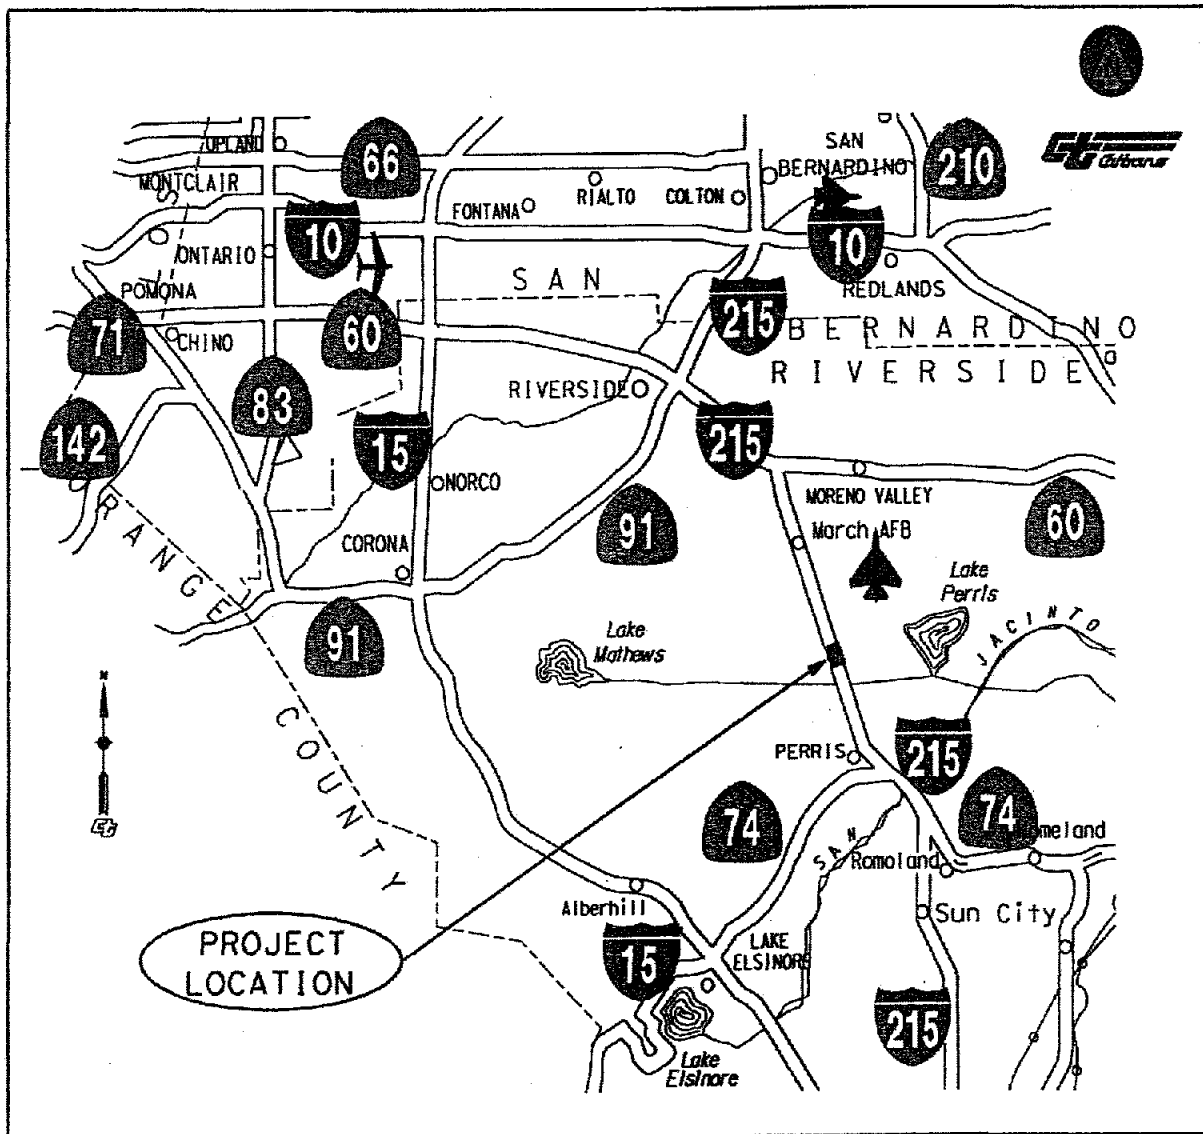 UPLAND
66
SAN
BERNARDINO
210
Caltrans
MONTCLAIR
10
FONTANA
RIALTO
COLTON
10
ONTARIO
REDLANDS
POMONA
SAN
BERNARDINO
71
CHINO
60
215
RIVERSIDE
RIVERSIDE
142
83
15
215
NORCO
MORENO VALLEY
91
60
March AFB
ORANGE
COUNTY
CORONA
91
Lake
Perris
JACINTO
Lake
Mathews
N
PERRIS
215
74
74
SAN
Romoland
omeland
Alberhill
Sun City
PROJECT
LOCATION
15
LAKE
ELSINORE
215
Lake
Elsinore